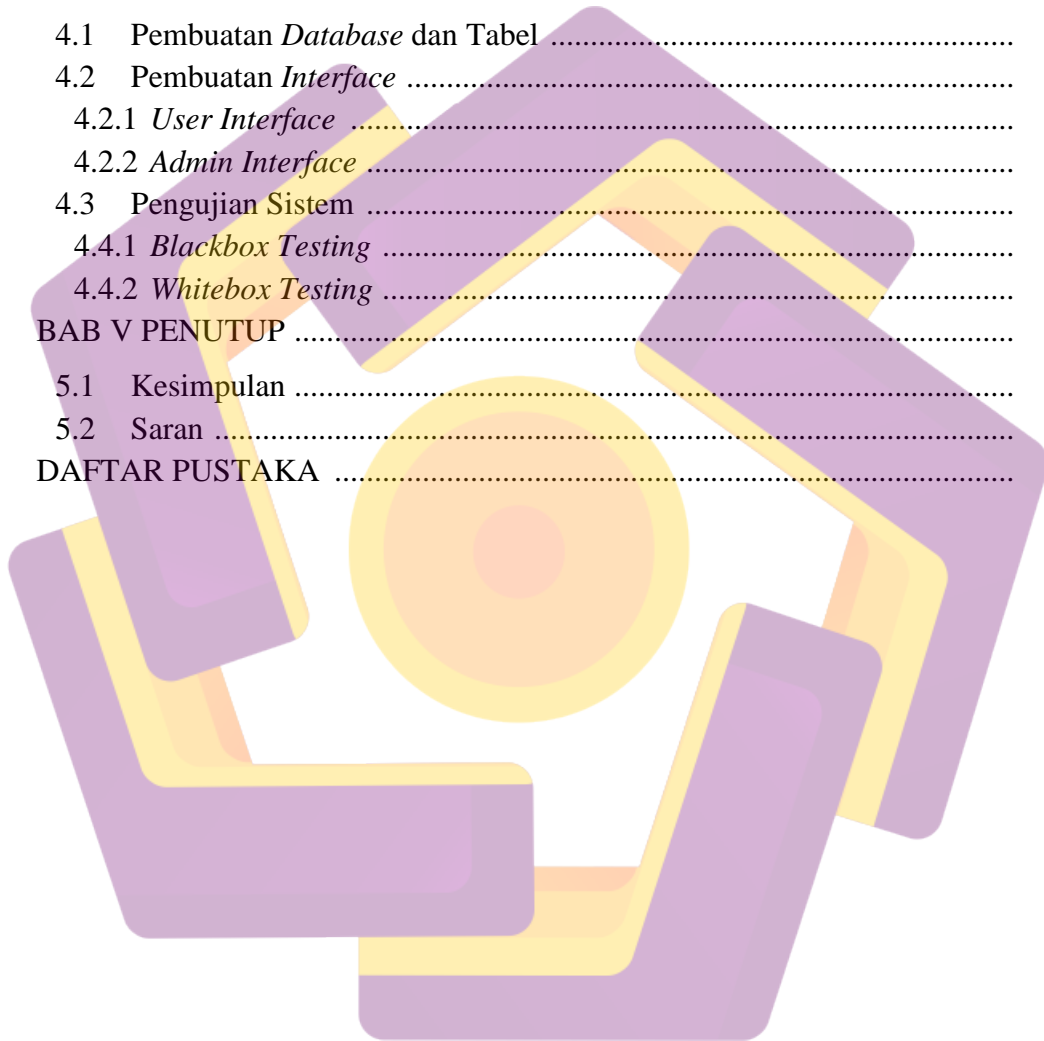 4.1 Pembuatan Database dan Tabel ................................................................
4.2 Pembuatan Interface ................................................................................
4.2.1 User Interface ........................................................................................
4.2.2 Admin Interface ......................................................................................
4.3 Pengujian Sistem ......................................................................................
4.4.1 Blackbox Testing ....................................................................................
4.4.2 Whitebox Testing ....................................................................................
BAB V PENUTUP ..............................................................................................
5.1 Kesimpulan ................................................................................................
5.2 Saran ..........................................................................................................
DAFTAR PUSTAKA ........................................................................................